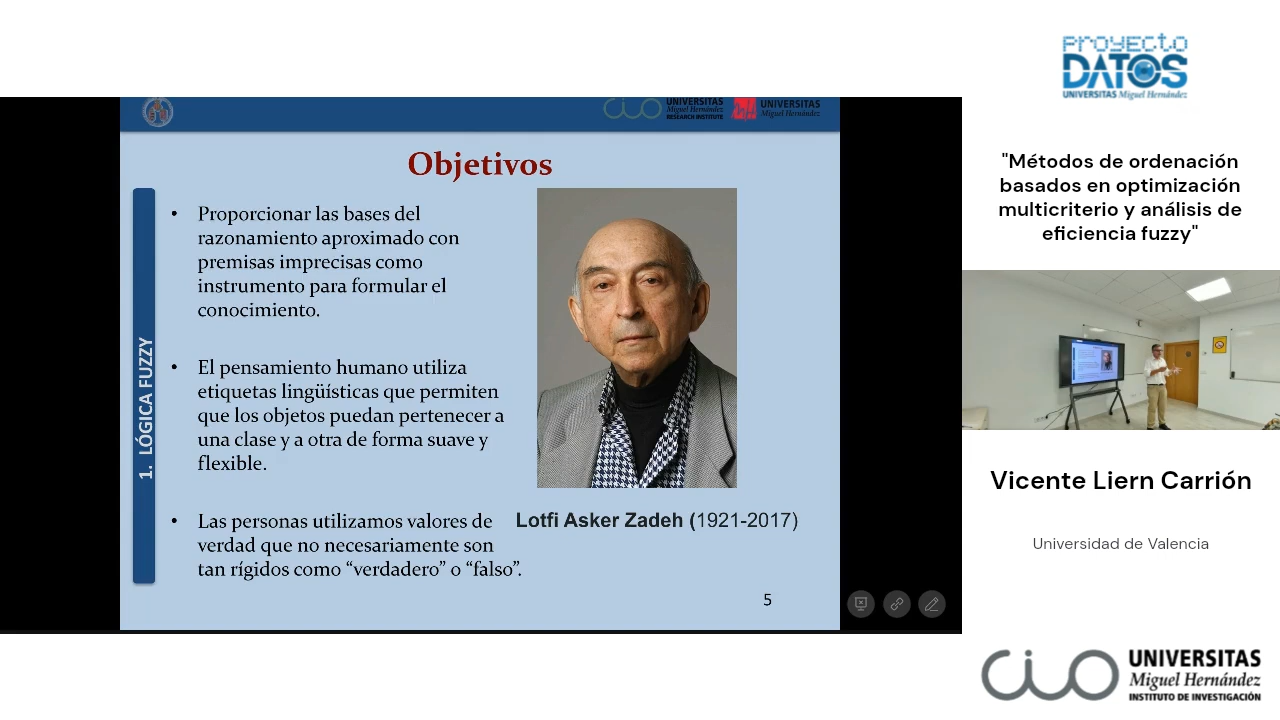 UNIVERSITAS
Miguel Hernández
RESEARCH INSTITUTE
UNIVERSITAS
Miguel Hernández
Objetivos
1. LÓGICA FUZZY
• Proporcionar las bases del
razonamiento aproximado con
premisas imprecisas como
instrumento para formular el
conocimiento.
• El pensamiento humano utiliza
etiquetas lingüísticas que permiten
que los objetos puedan pertenecer a
una clase y a otra de forma suave y
flexible.
• Las personas utilizamos valores de
verdad que no necesariamente son
tan rígidos como “verdadero” o “falso”.
Lotfi Asker Zadeh (1921-2017)
5
PROYECTO
DATOS
UNIVERSITAS Miguel Hernández
"Métodos de ordenación
basados en optimización
multicriterio y análisis de
eficiencia fuzzy"
Vicente Liern Carrión
Universidad de Valencia
CIO
UNIVERSITAS
Miguel Hernández
INSTITUTO DE INVESTIGACIÓN